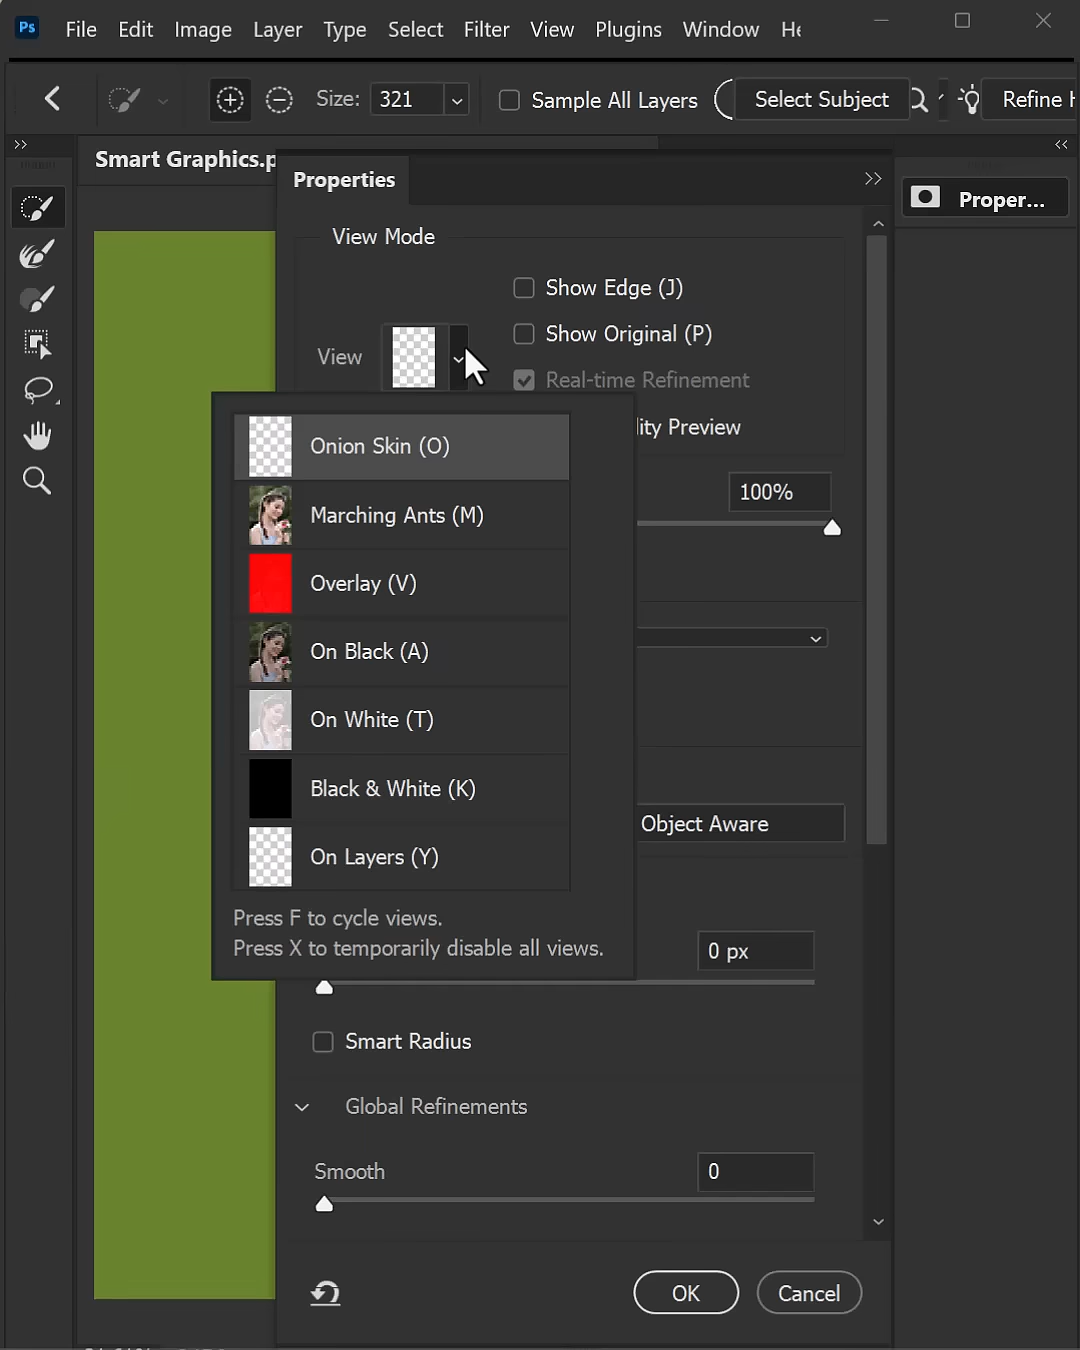 Ps File Edit Image Layer Type Select Filter View Plugins Window
Size: 321 Sample All Layers Select Subject Refine
Smart Graphics.p
Properties
Proper...
View Mode
Show Edge (J)
Show Original (P)
View
Real-time Refinement
lity Preview
Onion Skin (O)
Marching Ants (M)
Overlay (V)
On Black (A)
On White (T)
Black & White (K)
On Layers (Y)
Press F to cycle views.
Press X to temporarily disable all views.
100%
Object Aware
0 px
Smart Radius
Global Refinements
Smooth 0
OK Cancel